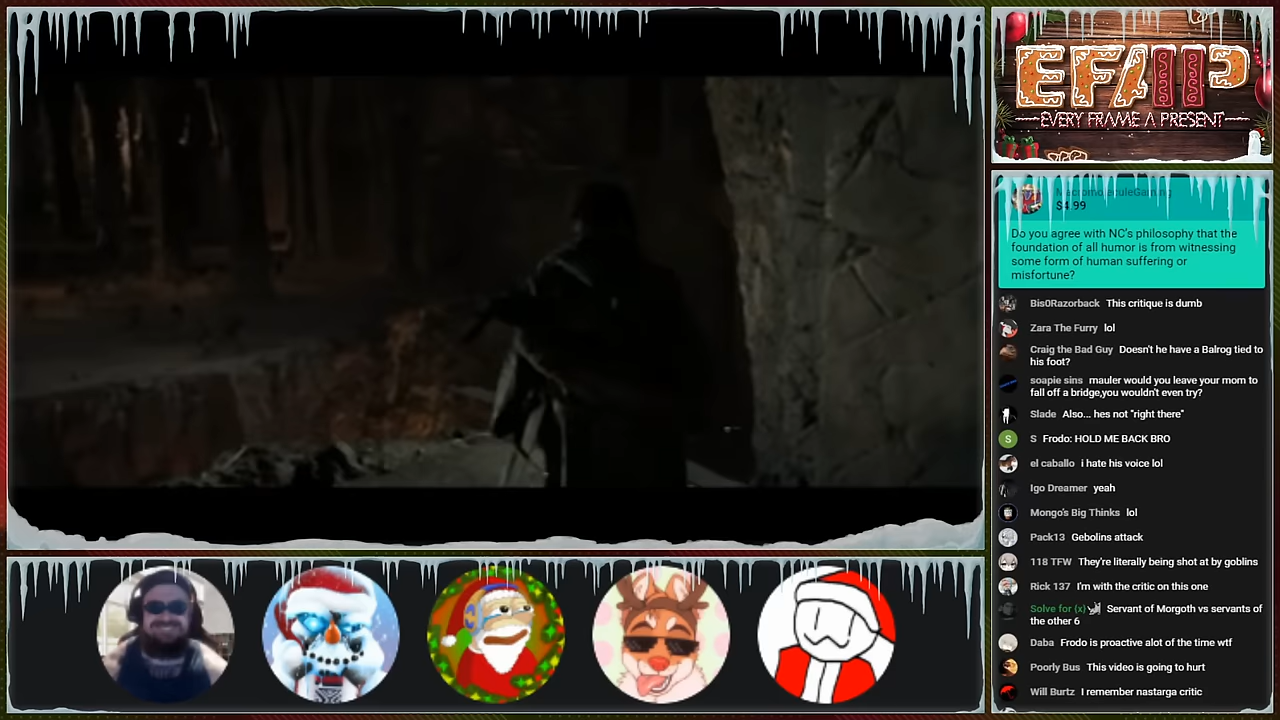 EFAP
EVERY FRAME A PRESENT
MacromoleculeGaming
$4.99
Do you agree with NC's philosophy that the
foundation of all humor is from witnessing
some form of human suffering or
misfortune?
Bis0Razorback This critique is dumb
Zara The Furry lol
Craig the Bad Guy Doesn't he have a Balrog tied to
his foot?
soapie sins mauler would you leave your mom to
fall off a bridge,you wouldn't even try?
Slade Also... hes not "right there"
S
S Frodo: HOLD ME BACK BRO
el caballo i hate his voice lol
Igo Dreamer yeah
Mongo's Big Thinks lol
Pack13 Gebolins attack
118 TFW They're literally being shot at by goblins
Rick 137 I'm with the critic on this one
Solve for {x} Servant of Morgoth vs servants of
the other 6
Daba Frodo is proactive alot of the time wtf
Poorly Bus This video is going to hurt
Will Burtz I remember nastarga critic